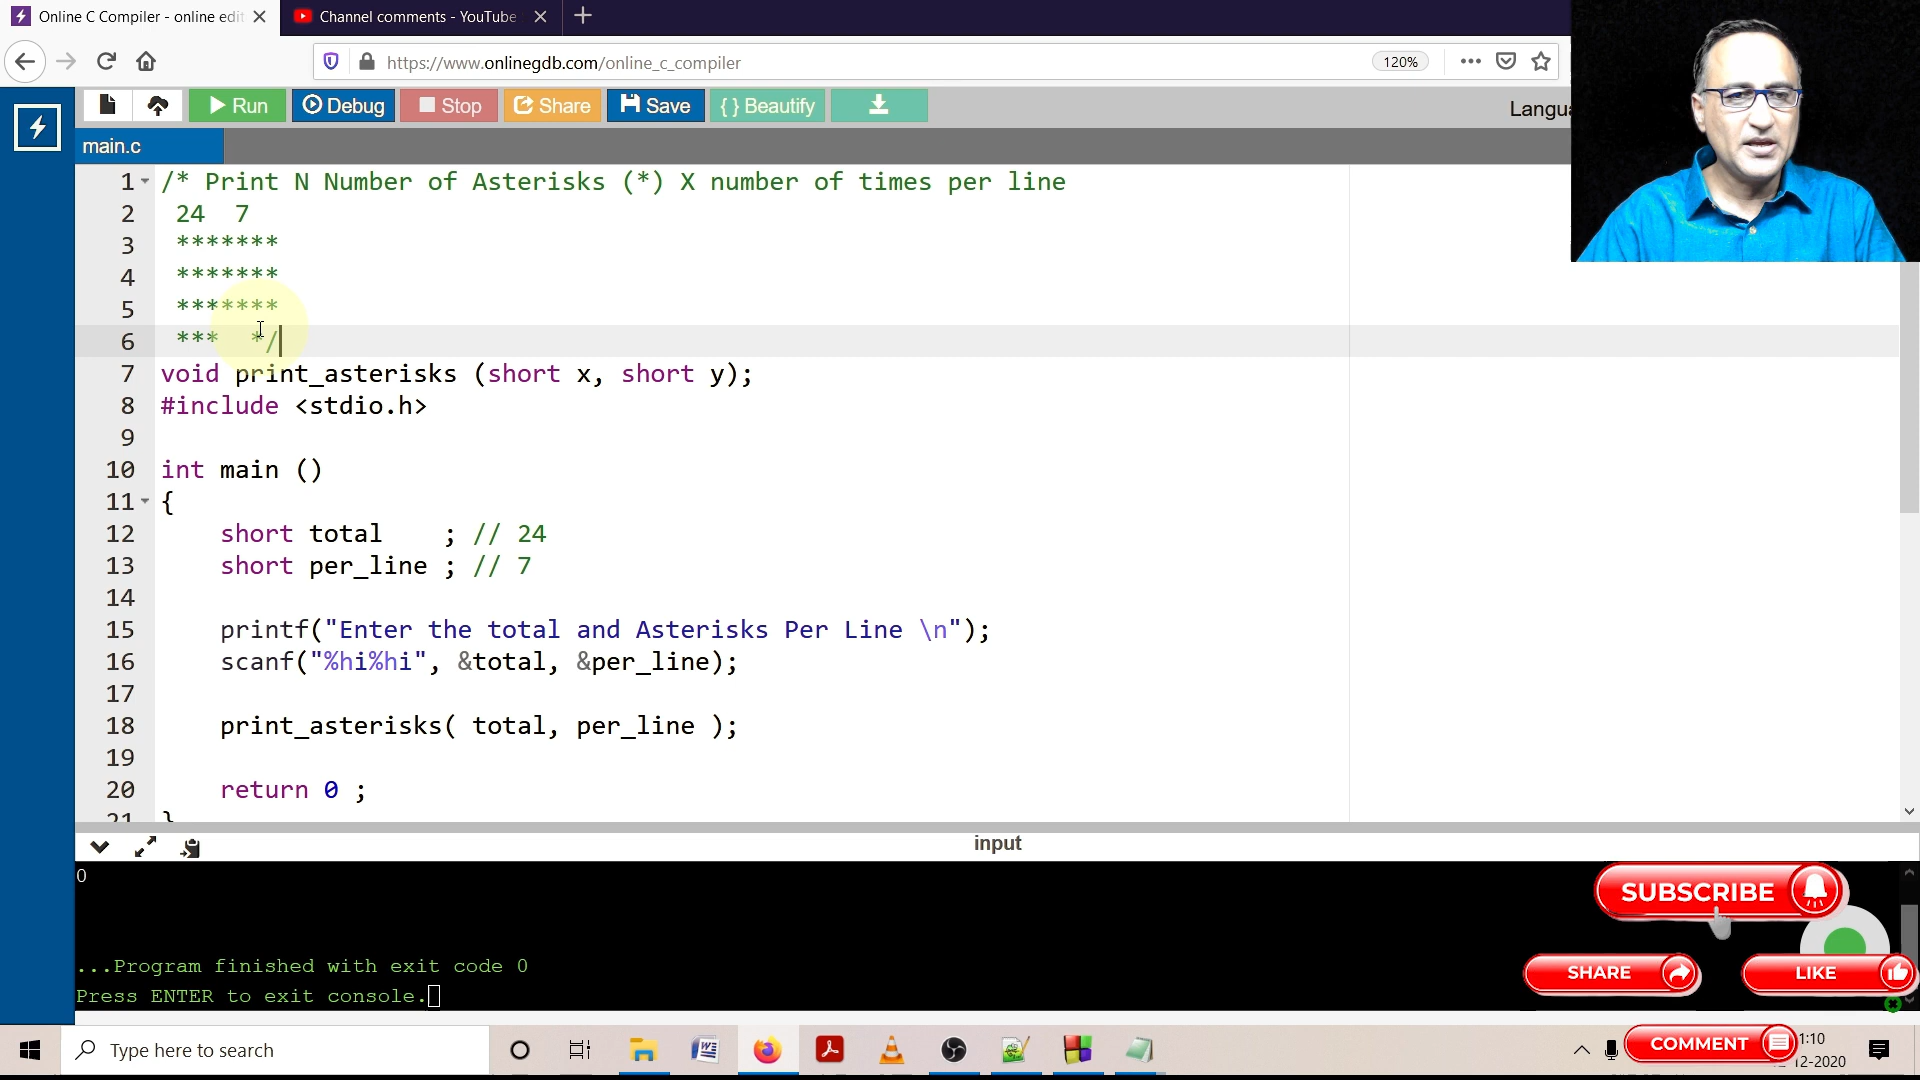 Online C Compiler - online edit
Channel comments - YouTube
https://www.onlinegdb.com/online_c_compiler
120%
Run
Debug
Stop
Share
Save
{ } Beautify
Langua
main.c
1 /* Print N Number of Asterisks (*) X number of times per line
2 24  7
3 *******
4 *******
5 *******
6 ***  */
7 void print_asterisks (short x, short y);
8 #include <stdio.h>
9
10 int main ()
11 {
12     short total    ; // 24
13     short per_line ; // 7
14
15     printf("Enter the total and Asterisks Per Line \n");
16     scanf("%hi%hi", &total, &per_line);
17
18     print_asterisks( total, per_line );
19
20     return 0 ;
21 }
input
0
...Program finished with exit code 0
Press ENTER to exit console.
SUBSCRIBE
SHARE
LIKE
COMMENT
Type here to search
1:10
12-2020